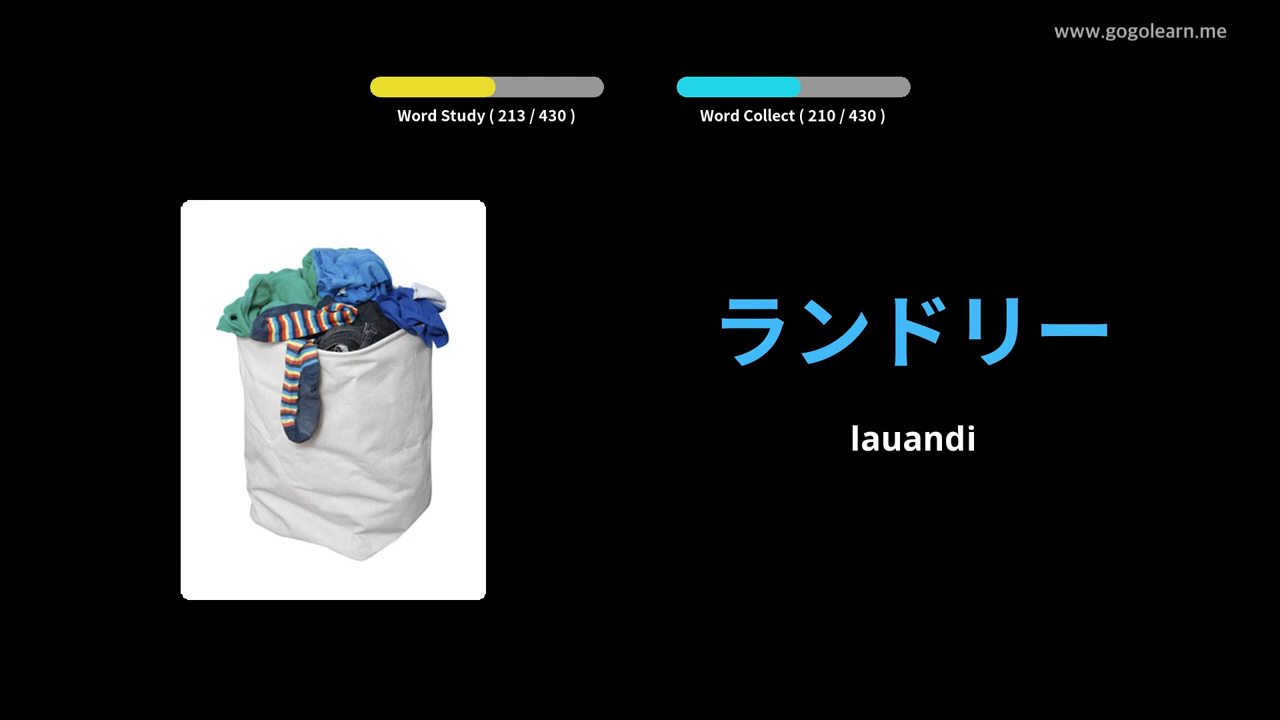 www.gogolearn.me
Word Study ( 213 / 430 )
Word Collect ( 210 / 430 )
ランドリー
lauandi